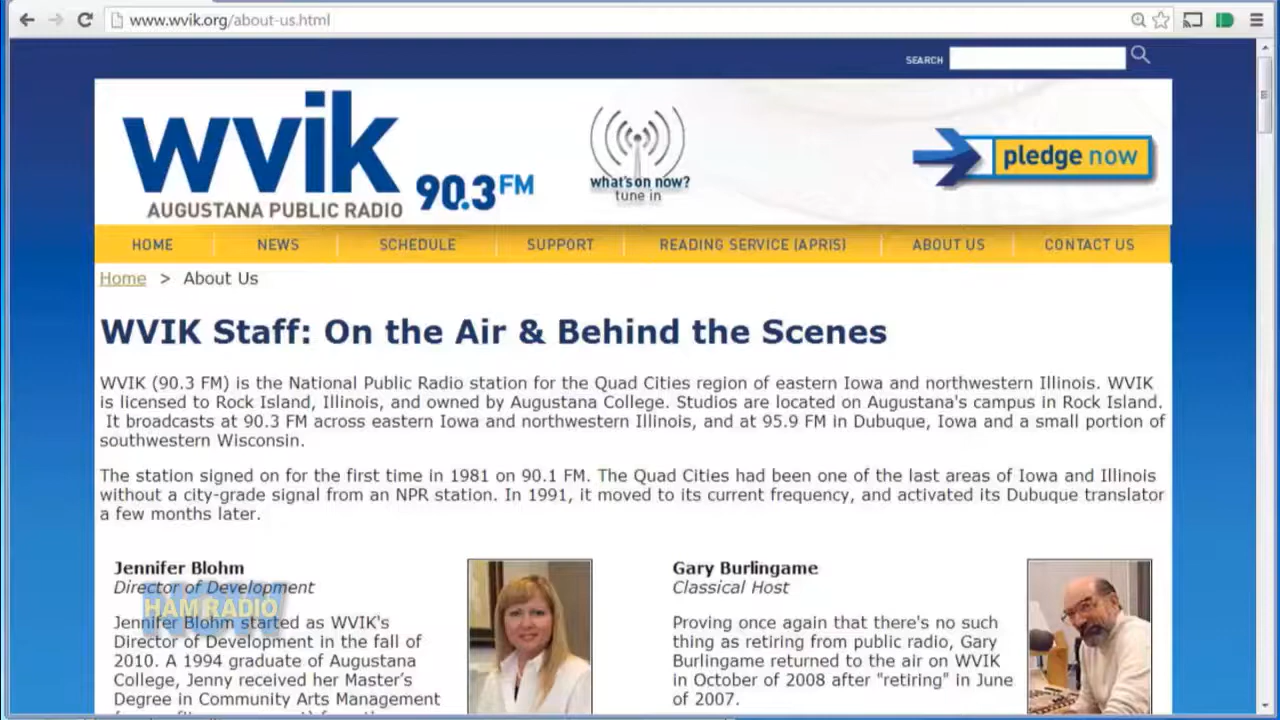 www.wvik.org/about-us.html
SEARCH
wvik 90.3 FM
AUGUSTANA PUBLIC RADIO
what's on now?
tune in
pledge now
HOME NEWS SCHEDULE SUPPORT READING SERVICE (APRIS) ABOUT US CONTACT US
Home > About Us
WVIK Staff: On the Air & Behind the Scenes
WVIK (90.3 FM) is the National Public Radio station for the Quad Cities region of eastern Iowa and northwestern Illinois. WVIK
is licensed to Rock Island, Illinois, and owned by Augustana College. Studios are located on Augustana's campus in Rock Island.
It broadcasts at 90.3 FM across eastern Iowa and northwestern Illinois, and at 95.9 FM in Dubuque, Iowa and a small portion of
southwestern Wisconsin.
The station signed on for the first time in 1981 on 90.1 FM. The Quad Cities had been one of the last areas of Iowa and Illinois
without a city-grade signal from an NPR station. In 1991, it moved to its current frequency, and activated its Dubuque translator
a few months later.
Jennifer Blohm
Director of Development
HAM RADIO
Jennifer Blohm started as WVIK's
Director of Development in the fall of
2010. A 1994 graduate of Augustana
College, Jenny received her Master's
Degree in Community Arts Management
Gary Burlingame
Classical Host
Proving once again that there's no such
thing as retiring from public radio, Gary
Burlingame returned to the air on WVIK
in October of 2008 after "retiring" in June
of 2007.